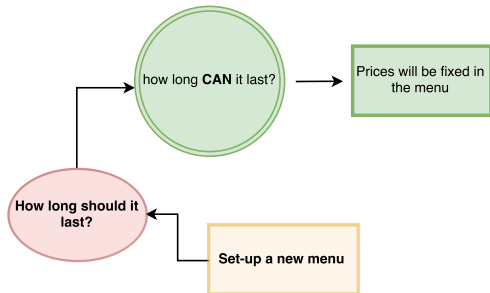 how long CAN it last?
Prices will be fixed in
the menu
How long should it
last?
Set-up a new menu